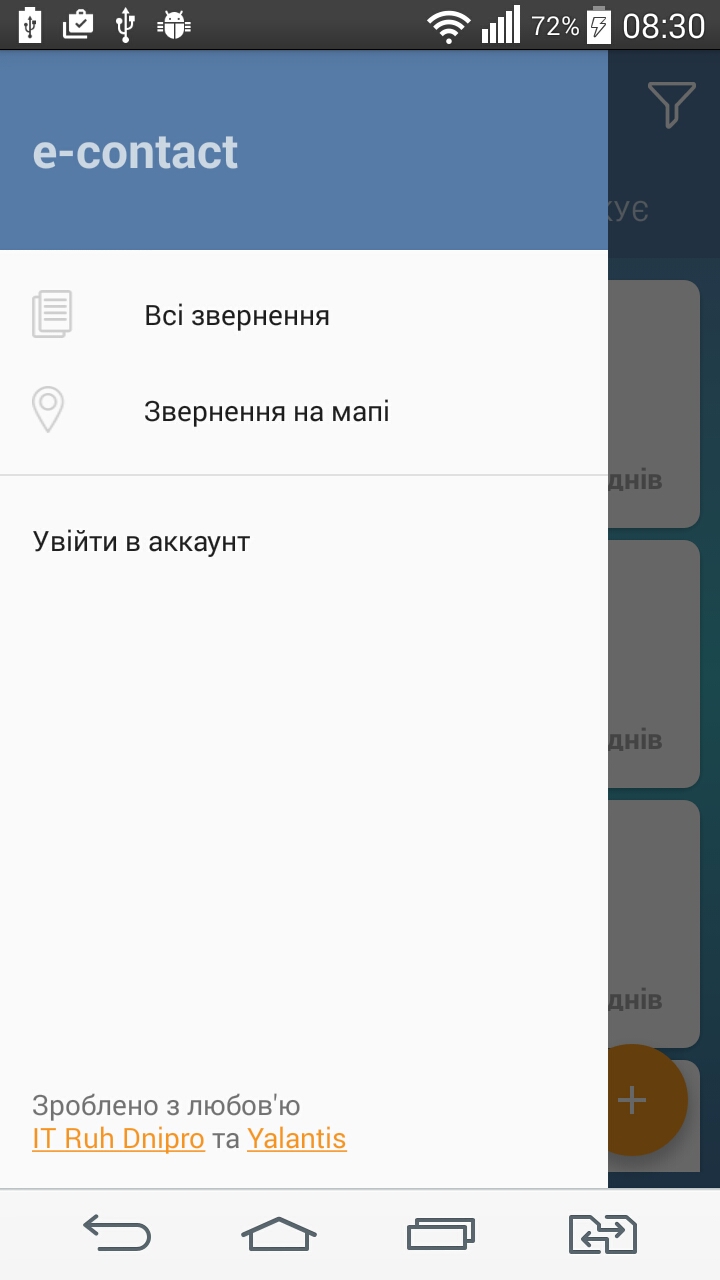 72% 08:30
e-contact
Всі звернення
Звернення на мапі
днів
днів
Увійти в аккаунт
днів
Зроблено з любов'ю
IT Ruh Dnipro та Yalantis